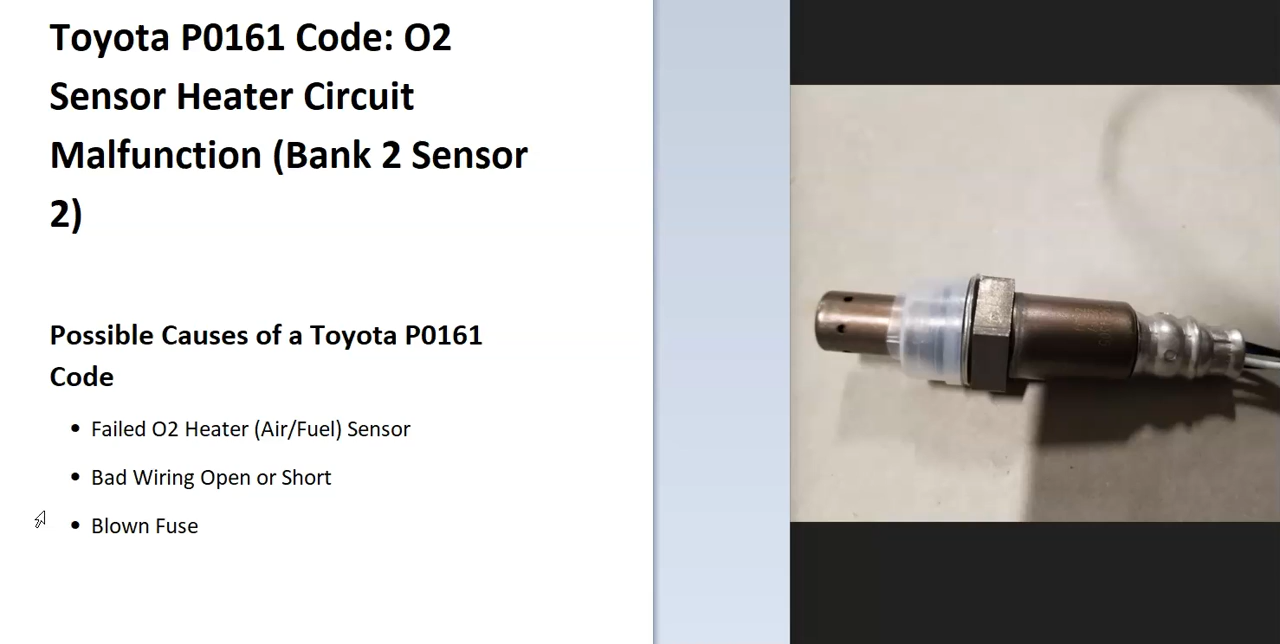 Toyota P0161 Code: O2
Sensor Heater Circuit
Malfunction (Bank 2 Sensor
2)
Possible Causes of a Toyota P0161
Code
• Failed O2 Heater (Air/Fuel) Sensor
• Bad Wiring Open or Short
• Blown Fuse